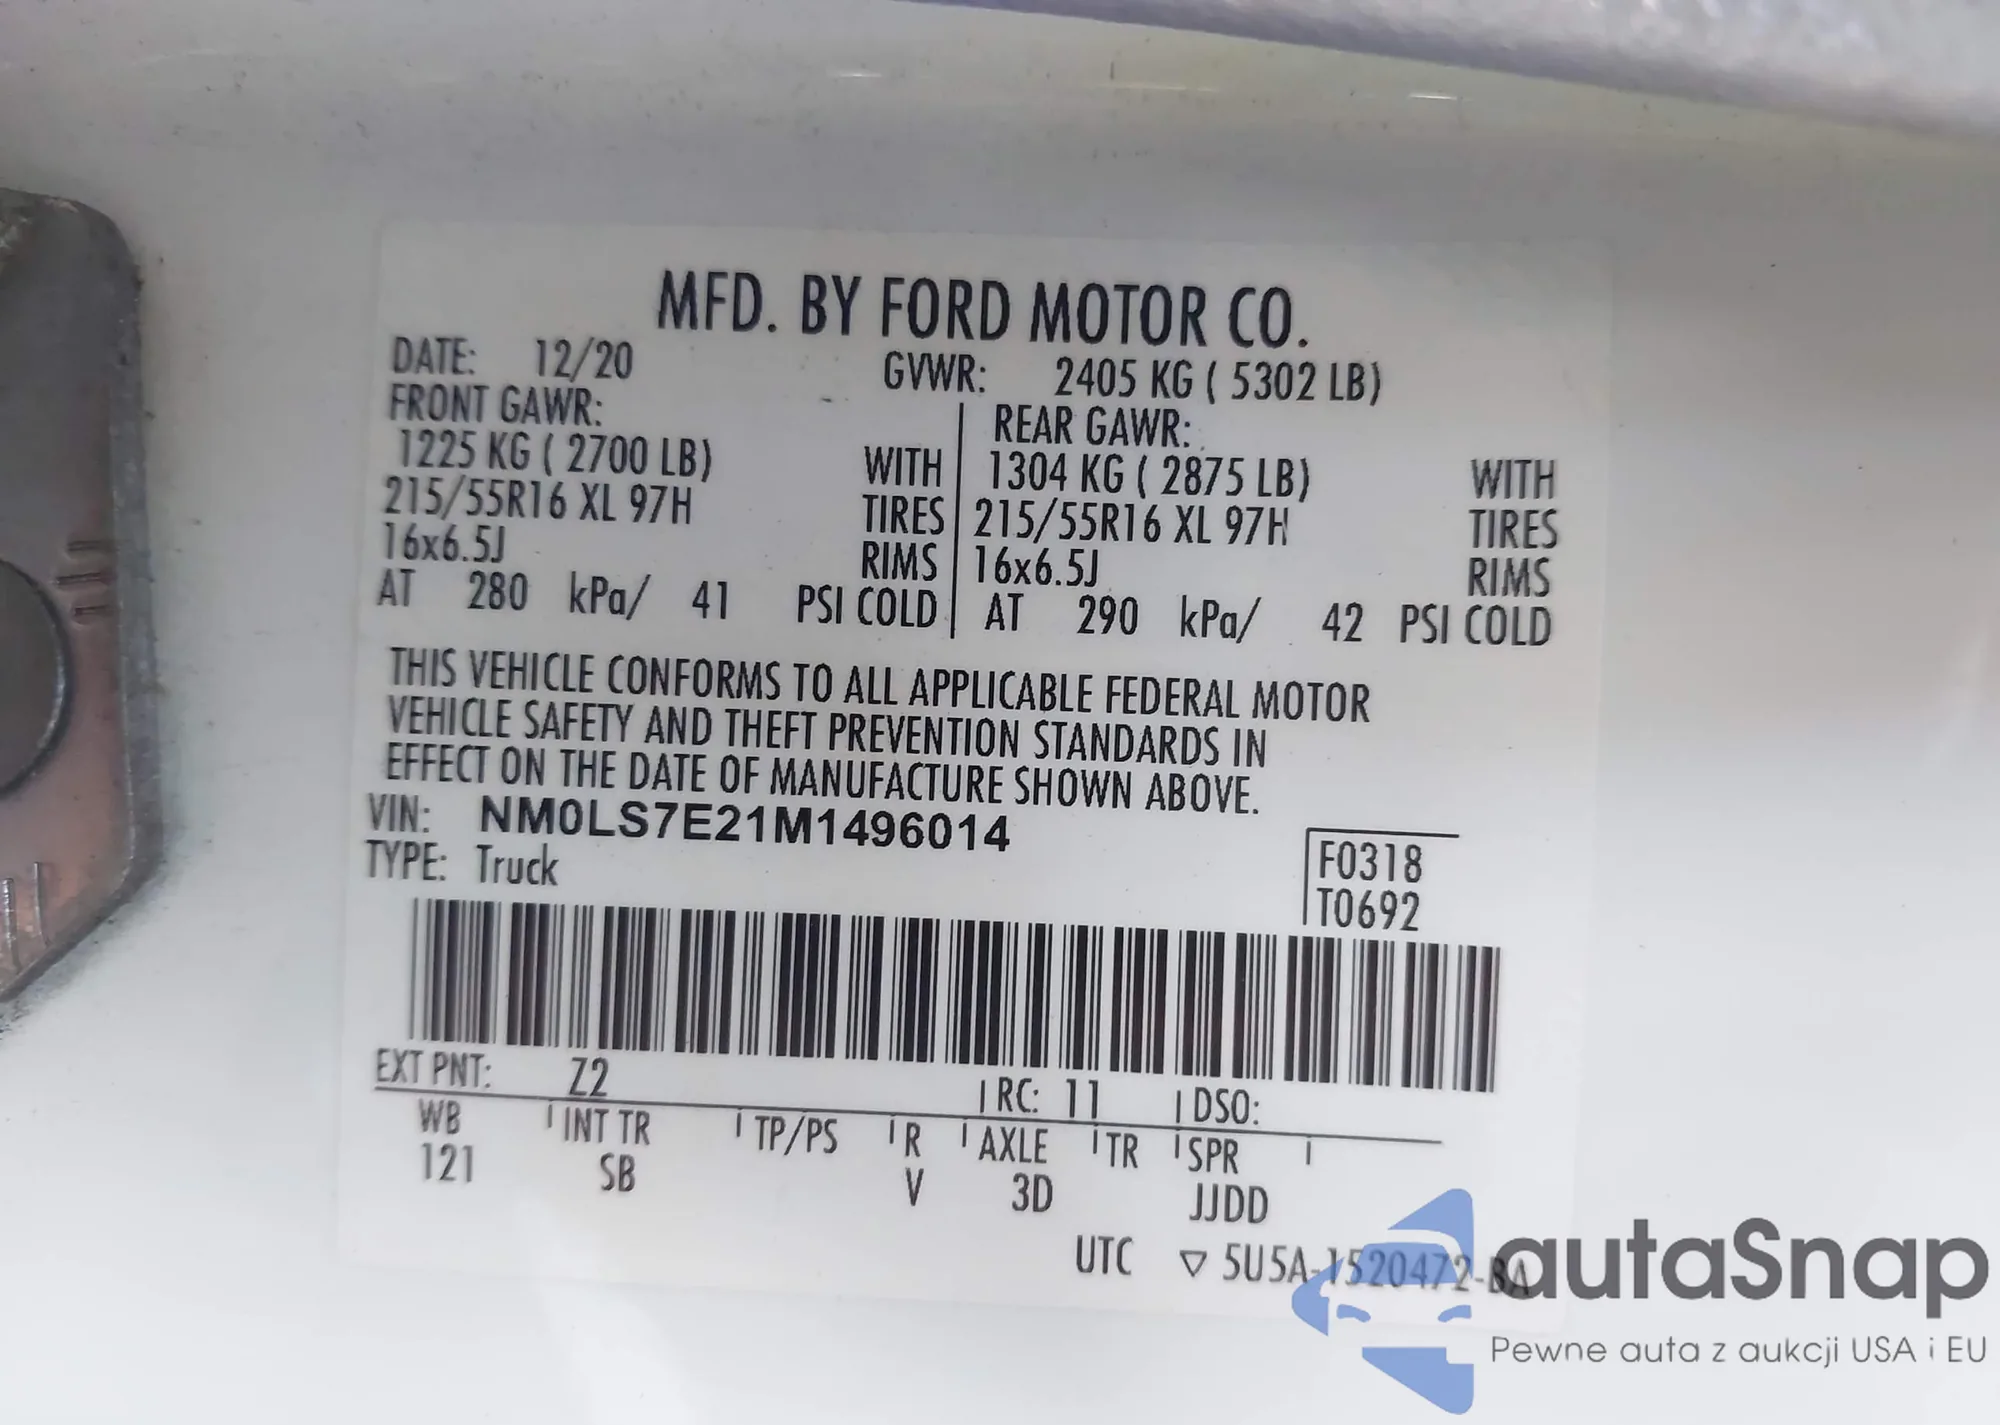 MFD. BY FORD MOTOR CO.
DATE: 12/20 GVWR: 2405 KG ( 5302 LB)
FRONT GAWR: REAR GAWR:
1225 KG ( 2700 LB) WITH 1304 KG ( 2875 LB) WITH
215/55R16 XL 97H TIRES 215/55R16 XL 97H TIRES
16x6.5J RIMS 16x6.5J RIMS
AT 280 kPa/ 41 PSI COLD AT 290 kPa/ 42 PSI COLD
THIS VEHICLE CONFORMS TO ALL APPLICABLE FEDERAL MOTOR
VEHICLE SAFETY AND THEFT PREVENTION STANDARDS IN
EFFECT ON THE DATE OF MANUFACTURE SHOWN ABOVE.
VIN: NM0LS7E21M1496014
TYPE: Truck
F0318
T0692
EXT PNT: Z2 RC: 11 DSO:
WB INT TR TP/PS R AXLE TR SPR
121 SB V 3D JJDD
UTC ▽ 5U5A-1520472-BA
autaSnap
Pewne auta z aukcji USA i EU